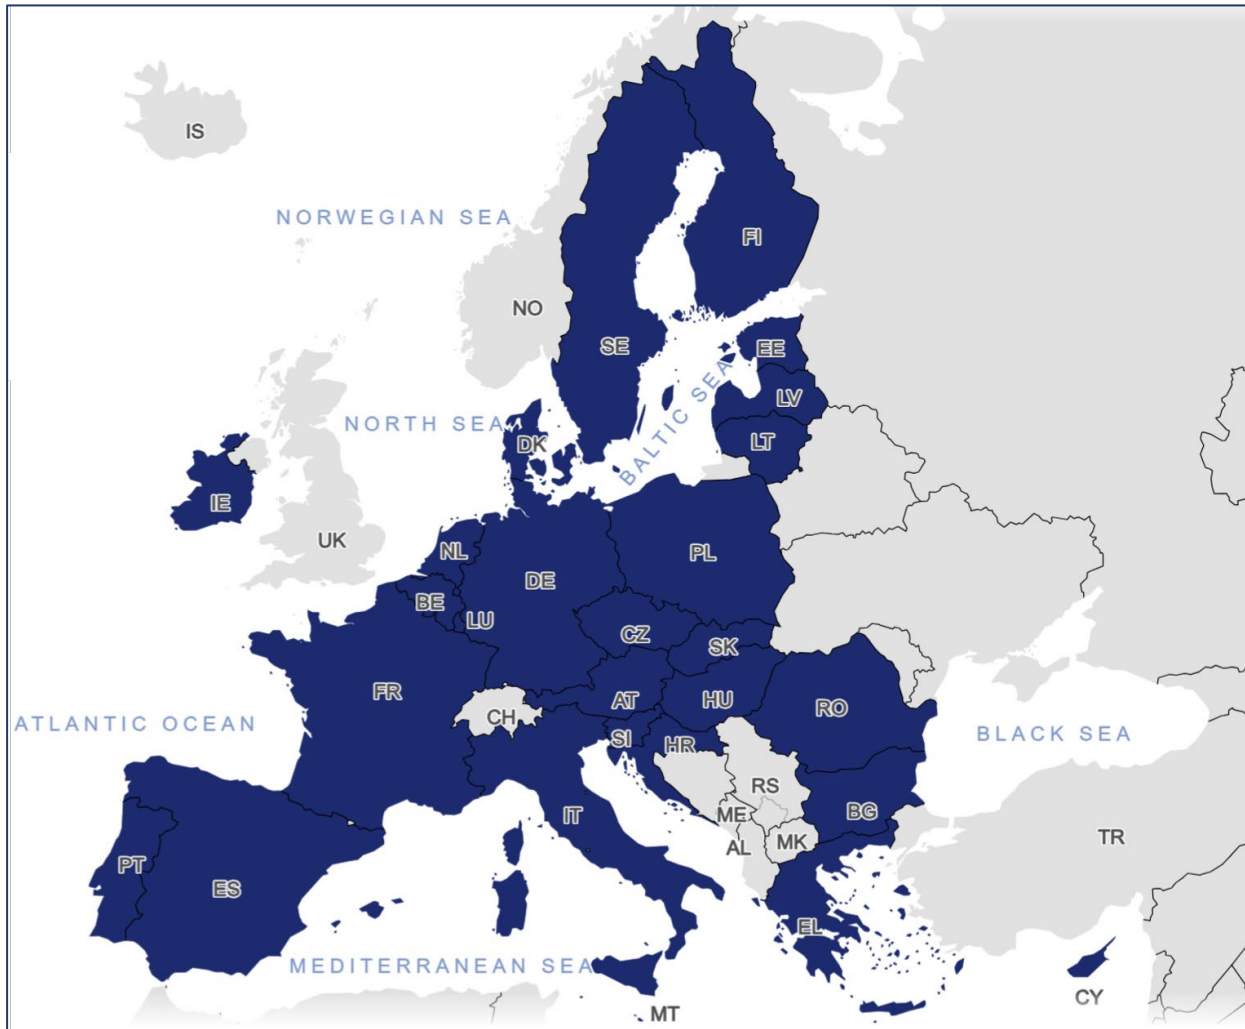 IS
NORWEGIAN SEA
FI
NO
SE
EE
BALTIC SEA
LV
NORTH SEA
DK
LT
IE
UK
NL
PL
DE
BE
LU
CZ
SK
FR
AT
HU
RO
CH
ATLANTIC OCEAN
SI
HR
BLACK SEA
RS
IT
ME
BG
MK
AL
TR
PT
ES
EL
MEDITERRANEAN SEA
CY
MT